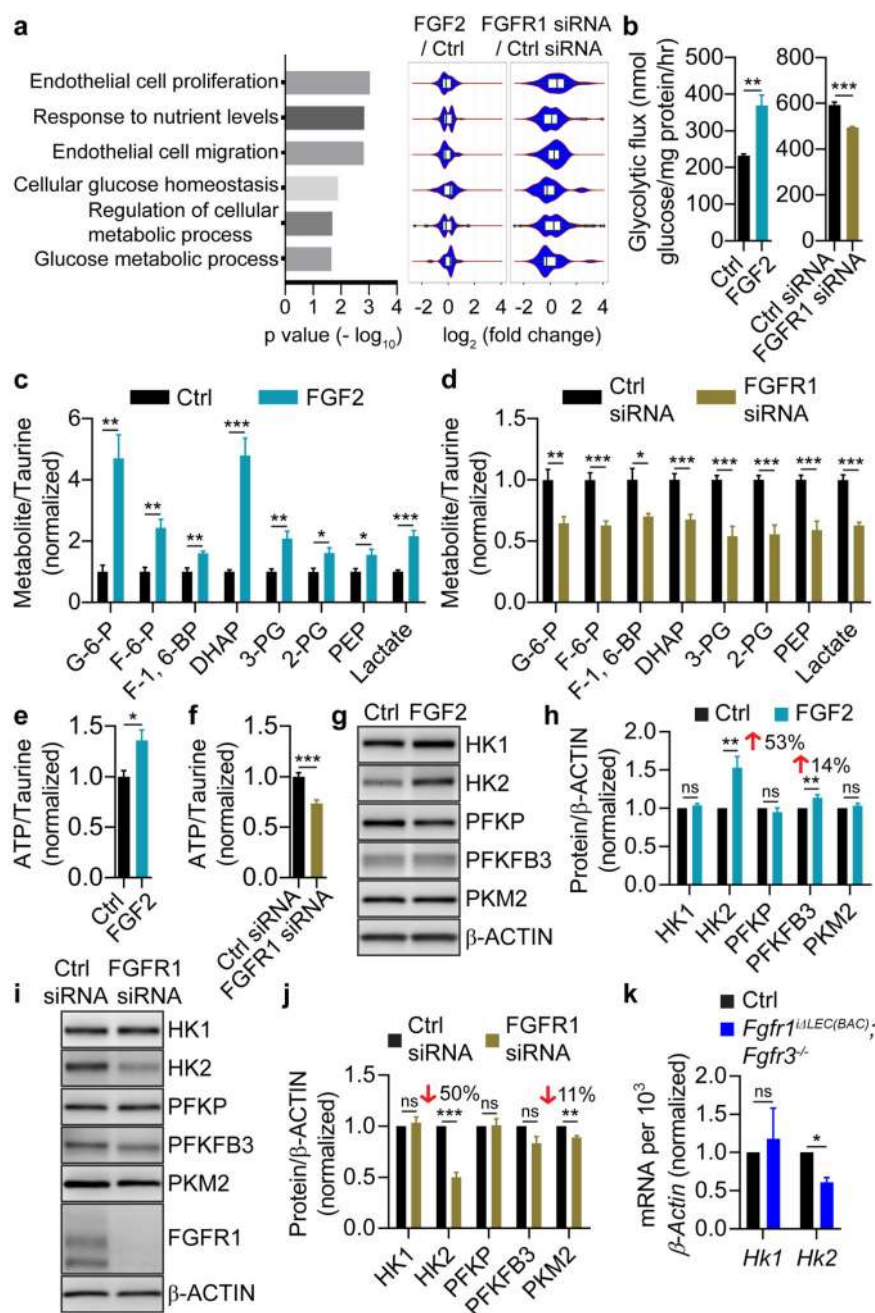 a
FGF2 / Ctrl
FGFR1 siRNA / Ctrl siRNA
Endothelial cell proliferation
Response to nutrient levels
Endothelial cell migration
Cellular glucose homeostasis
Regulation of cellular
metabolic process
Glucose metabolic process
0 1 2 3 4
p value (- log10)
-2 0 2 4
-2 0 2 4
log2 (fold change)
b
Glycolytic flux (nmol
glucose/mg protein/hr)
500
400
300
200
100
0
**
Ctrl
FGF2
800
600
400
200
0
***
Ctrl siRNA
FGFR1 siRNA
c
Ctrl
FGF2
Metabolite/Taurine
(normalized)
6
4
2
0
** ** ** *** ** * * ***
G-6-P
F-6-P
F-1, 6-BP
DHAP
3-PG
2-PG
PEP
Lactate
d
Ctrl
siRNA
FGFR1
siRNA
Metabolite/Taurine
(normalized)
1.5
1.0
0.5
0.0
** *** * *** *** *** *** ***
G-6-P
F-6-P
F-1, 6-BP
DHAP
3-PG
2-PG
PEP
Lactate
e
ATP/Taurine
(normalized)
1.5
1.0
0.5
0.0
*
Ctrl
FGF2
f
ATP/Taurine
(normalized)
1.5
1.0
0.5
0.0
***
Ctrl siRNA
FGFR1 siRNA
g
Ctrl FGF2
HK1
HK2
PFKP
PFKFB3
PKM2
β-ACTIN
h
Ctrl
FGF2
Protein/β-ACTIN
(normalized)
2.0
1.5
1.0
0.5
0.0
ns ** ns ** ns
↑ 53%
↑ 14%
HK1
HK2
PFKP
PFKFB3
PKM2
i
Ctrl
siRNA
FGFR1
siRNA
HK1
HK2
PFKP
PFKFB3
PKM2
FGFR1
β-ACTIN
j
Ctrl
siRNA
FGFR1
siRNA
Protein/β-ACTIN
(normalized)
1.5
1.0
0.5
0.0
ns *** ns ns **
↓ 50%
↓ 11%
HK1
HK2
PFKP
PFKFB3
PKM2
k
Ctrl
Fgfr1iΔLEC(BAC);
Fgfr3-/-
mRNA per 103
β-Actin (normalized)
2.0
1.5
1.0
0.5
0.0
ns *
Hk1 Hk2